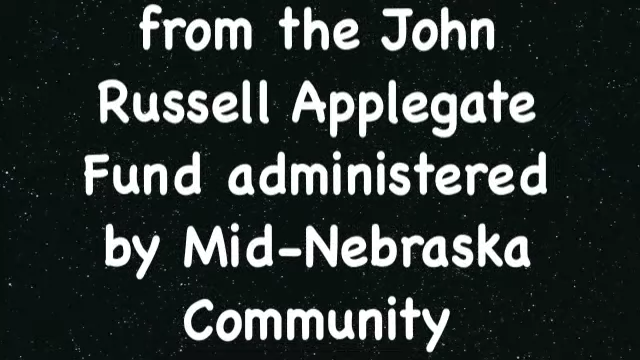 from the John
Russell Applegate
Fund administered
by Mid-Nebraska
Community